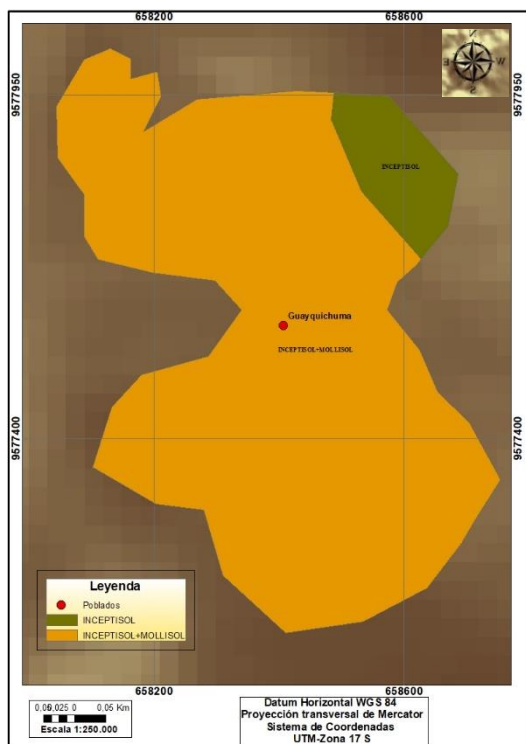 658200
658600
N
E
W
S
9577950
9577950
INCEPTISOL
Guayquichuma
INCEPTISOL+MOLLISOL
9577400
9577400
Leyenda
Poblados
INCEPTISOL
INCEPTISOL+MOLLISOL
0,05 Km
Escala 1:250.000
658200
658600
Datum Horizontal WGS 84
Proyección transversal de Mercator
Sistema de Coordenadas
UTM-Zona 17 S